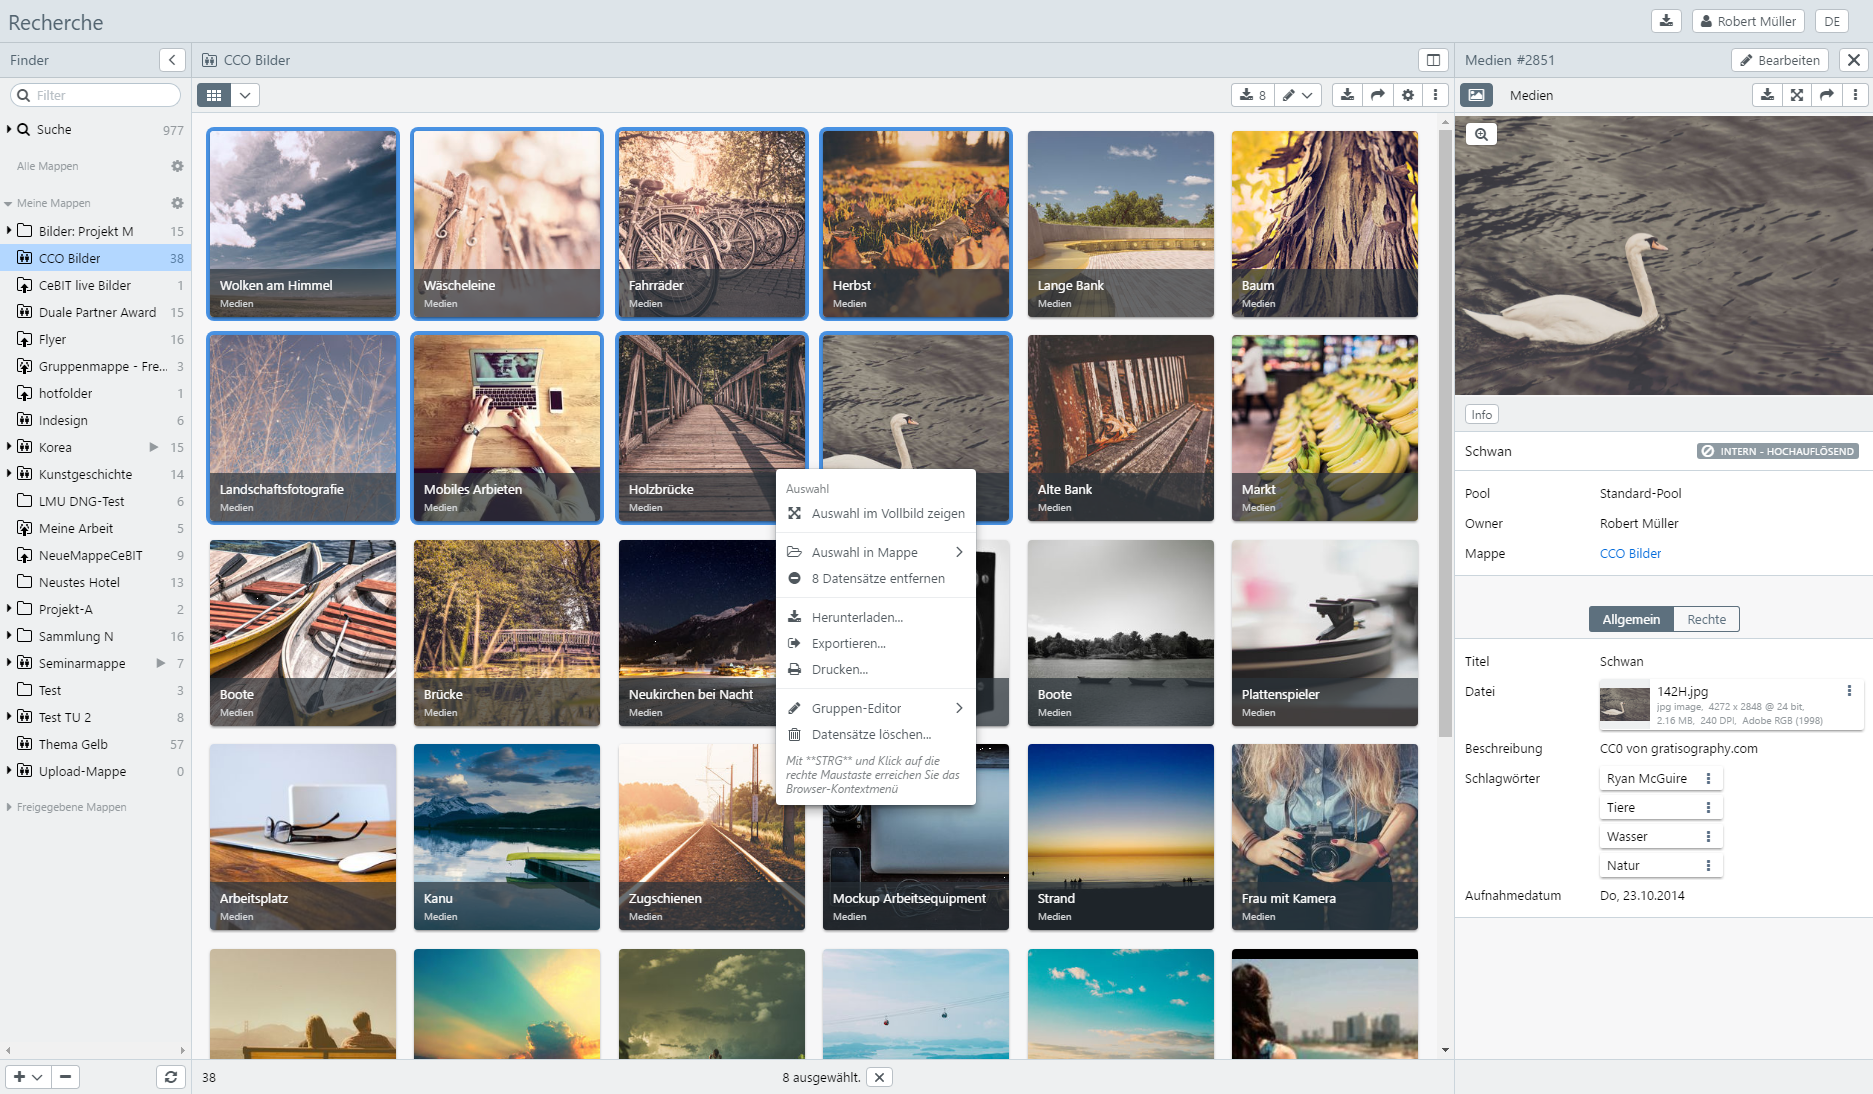 Recherche
Robert Müller
DE
Finder
CCO Bilder
Medien #2851
Bearbeiten
Filter
8
Medien
Suche 977
Alle Mappen
Meine Mappen
Bilder: Projekt M 15
CCO Bilder 38
CeBIT live Bilder 1
Duale Partner Award 15
Flyer 16
Gruppenmappe - Fre... 3
hotfolder 1
Indesign 6
Korea 15
Kunstgeschichte 14
LMU DNG-Test 6
Meine Arbeit 5
NeueMappeCeBIT 9
Neustes Hotel 13
Projekt-A 2
Sammlung N 16
Seminarmappe 7
Test 3
Test TU 2 8
Thema Gelb 57
Upload-Mappe 0
Freigegebene Mappen
Wolken am Himmel
Medien
Wäscheleine
Medien
Fahrräder
Medien
Herbst
Medien
Lange Bank
Medien
Baum
Medien
Landschaftsfotografie
Medien
Mobiles Arbieten
Medien
Holzbrücke
Medien
Alte Bank
Medien
Markt
Medien
Boote
Medien
Brücke
Medien
Neukirchen bei Nacht
Medien
Boote
Medien
Plattenspieler
Medien
Arbeitsplatz
Medien
Kanu
Medien
Zugschienen
Medien
Mockup Arbeitsequipment
Medien
Strand
Medien
Frau mit Kamera
Medien
Auswahl
Auswahl im Vollbild zeigen
Auswahl in Mappe
8 Datensätze entfernen
Herunterladen...
Exportieren...
Drucken...
Gruppen-Editor
Datensätze löschen...
Mit **STRG** und Klick auf die
rechte Maustaste erreichen Sie das
Browser-Kontextmenü
Info
Schwan
INTERN - HOCHAUFLÖSEND
Pool Standard-Pool
Owner Robert Müller
Mappe CCO Bilder
Allgemein Rechte
Titel Schwan
Datei 142H.jpg
jpg image, 4272 x 2848 @ 24 bit,
2.16 MB, 240 DPI, Adobe RGB (1998)
Beschreibung CC0 von gratisography.com
Schlagwörter Ryan McGuire
Tiere
Wasser
Natur
Aufnahmedatum Do, 23.10.2014
38
8 ausgewählt.